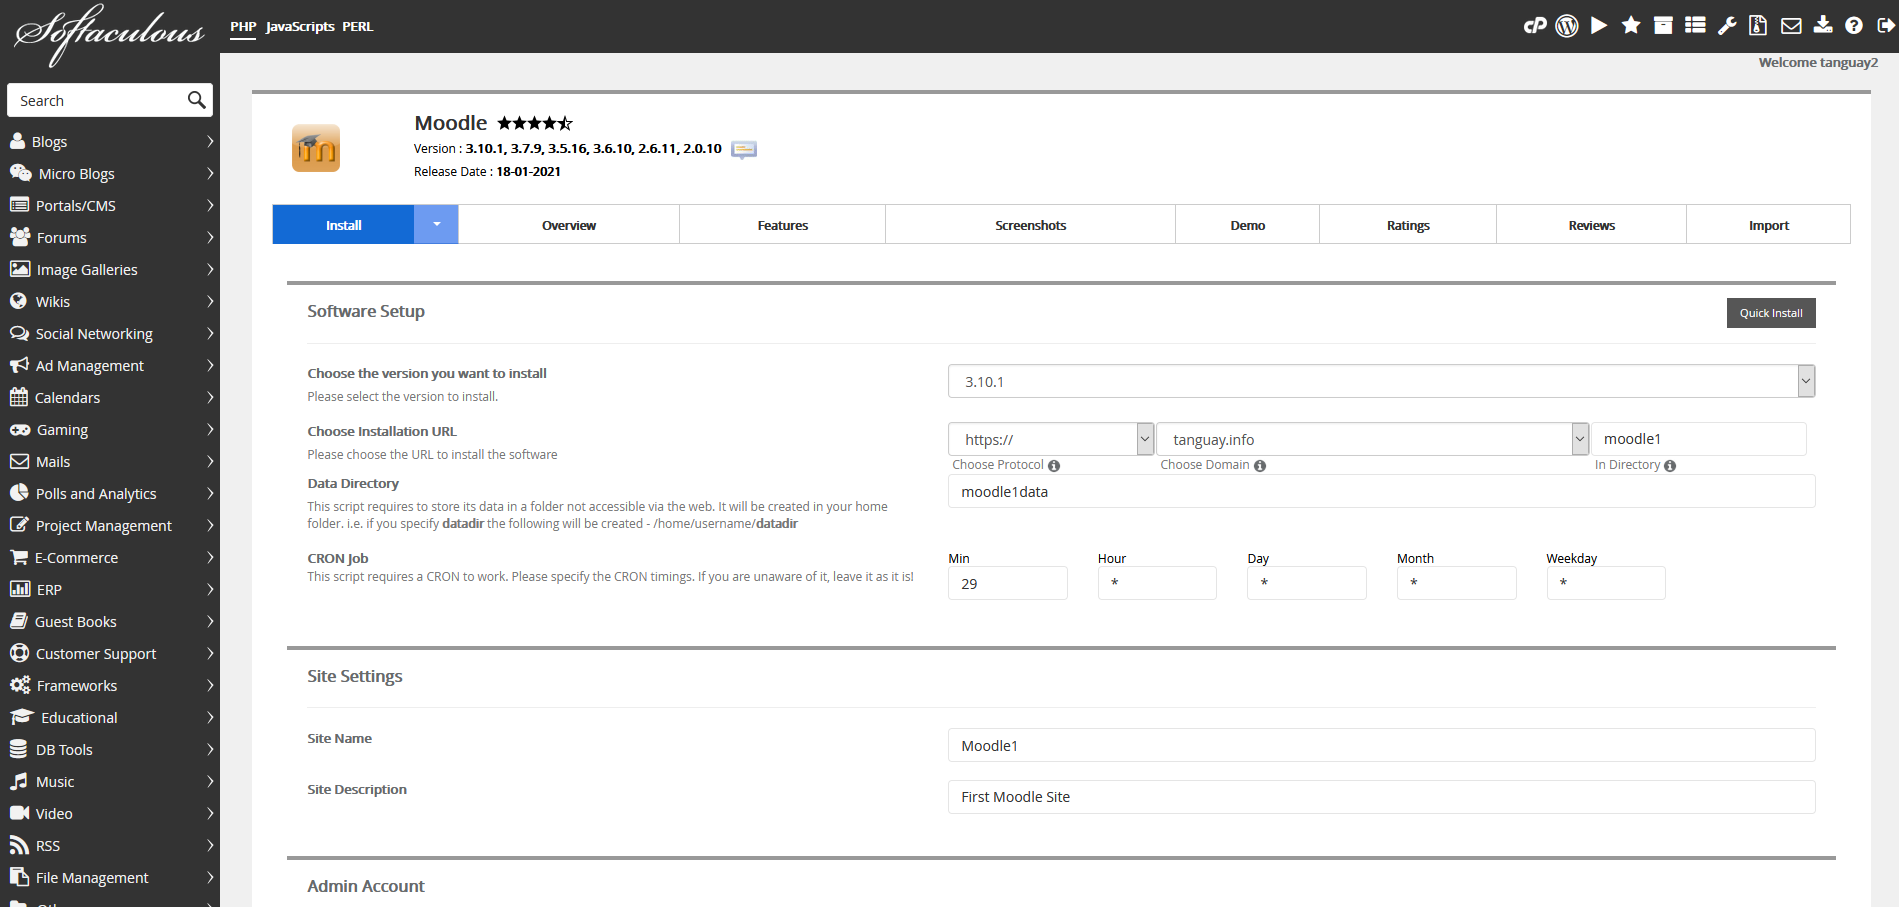 Softaculous
PHP JavaScripts PERL
cP
Welcome tanguay2
Search
Blogs
Micro Blogs
Portals/CMS
Forums
Image Galleries
Wikis
Social Networking
Ad Management
Calendars
Gaming
Mails
Polls and Analytics
Project Management
E-Commerce
ERP
Guest Books
Customer Support
Frameworks
Educational
DB Tools
Music
Video
RSS
File Management
Moodle
Version : 3.10.1, 3.7.9, 3.5.16, 3.6.10, 2.6.11, 2.0.10
Release Date : 18-01-2021
Install Overview Features Screenshots Demo Ratings Reviews Import
Software Setup
Quick Install
Choose the version you want to install
Please select the version to install.
3.10.1
Choose Installation URL
Please choose the URL to install the software
https:// tanguay.info moodle1
Choose Protocol Choose Domain In Directory
Data Directory
This script requires to store its data in a folder not accessible via the web. It will be created in your home
folder. i.e. if you specify datadir the following will be created - /home/username/datadir
moodle1data
CRON Job
This script requires a CRON to work. Please specify the CRON timings. If you are unaware of it, leave it as it is!
Min Hour Day Month Weekday
29 * * * *
Site Settings
Site Name
Moodle1
Site Description
First Moodle Site
Admin Account